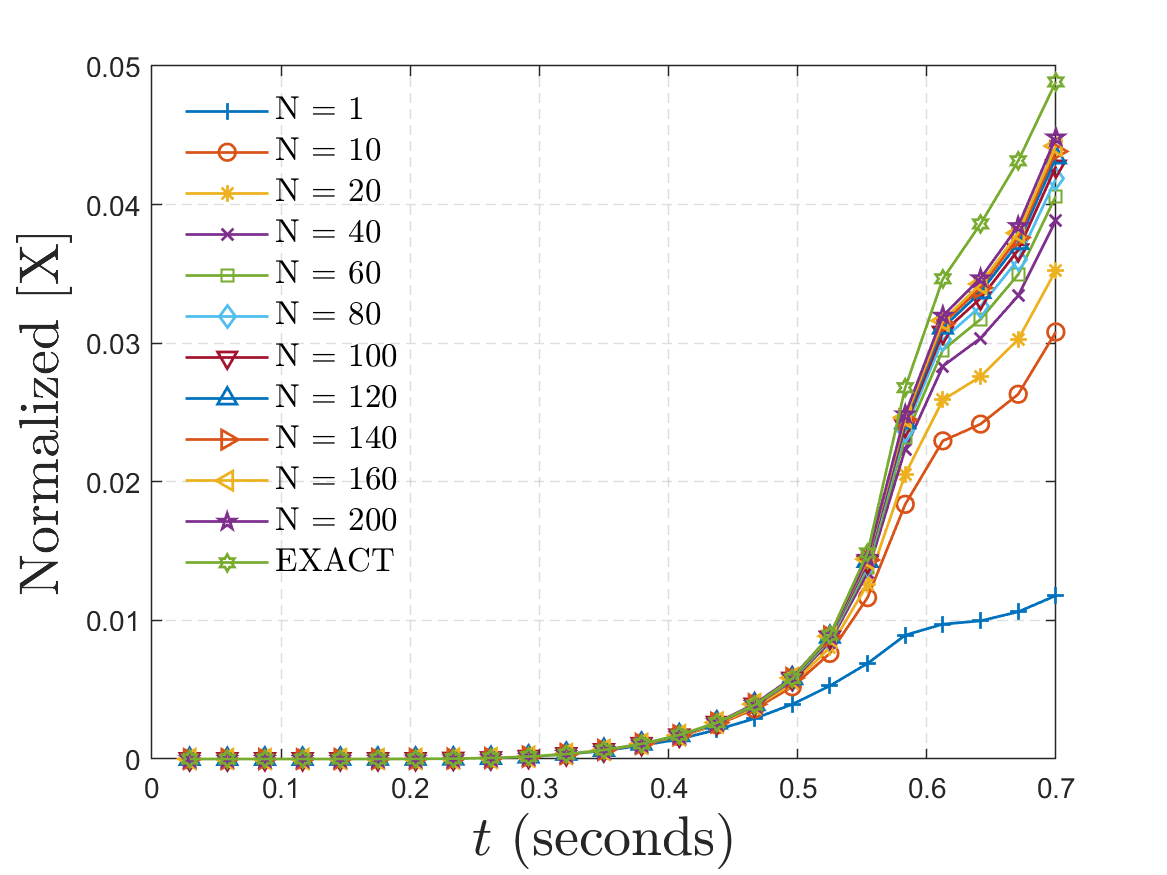 0.05
0.04
0.03
0.02
0.01
0
Normalized [X]
N = 1
N = 10
N = 20
N = 40
N = 60
N = 80
N = 100
N = 120
N = 140
N = 160
N = 200
EXACT
0 0.1 0.2 0.3 0.4 0.5 0.6 0.7
t (seconds)